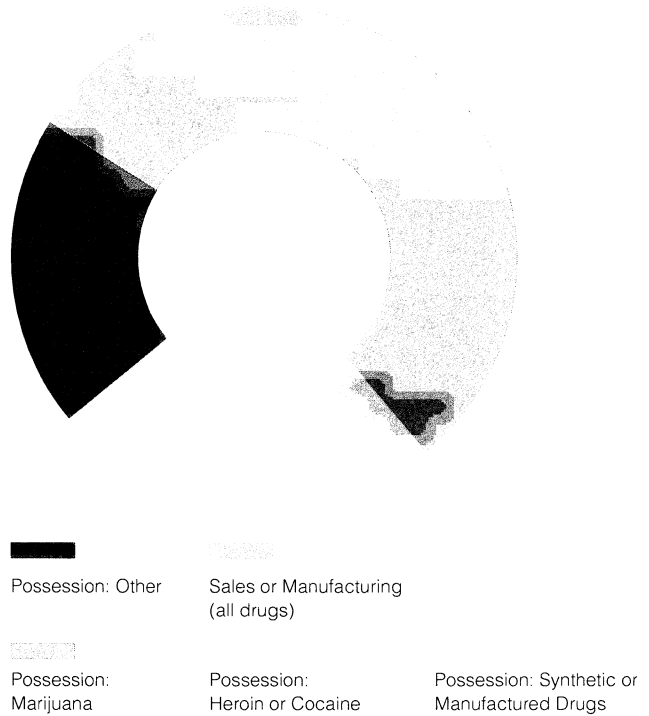 Possession: Other
Sales or Manufacturing
(all drugs)
Possession:
Marijuana
Possession:
Heroin or Cocaine
Possession: Synthetic or
Manufactured Drugs